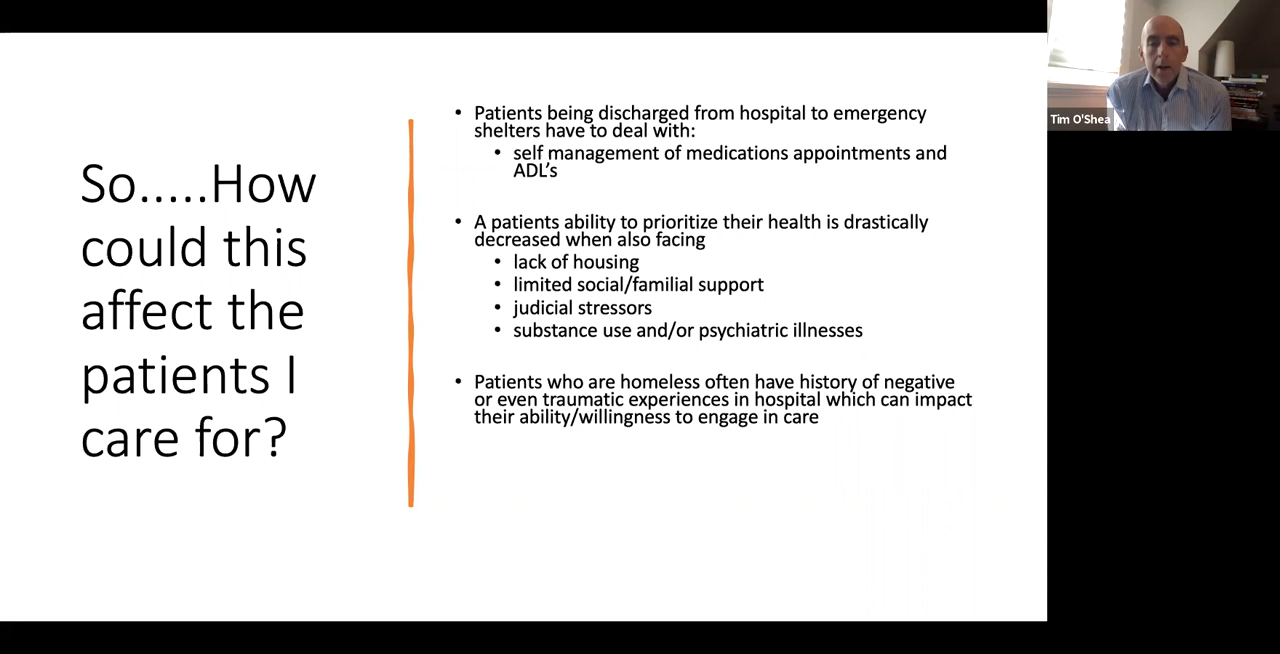 So.....How
could this
affect the
patients I
care for?
• Patients being discharged from hospital to emergency
shelters have to deal with:
• self management of medications appointments and
ADL's
• A patients ability to prioritize their health is drastically
decreased when also facing
• lack of housing
• limited social/familial support
• judicial stressors
• substance use and/or psychiatric illnesses
• Patients who are homeless often have history of negative
or even traumatic experiences in hospital which can impact
their ability/willingness to engage in care
Tim O'Shea